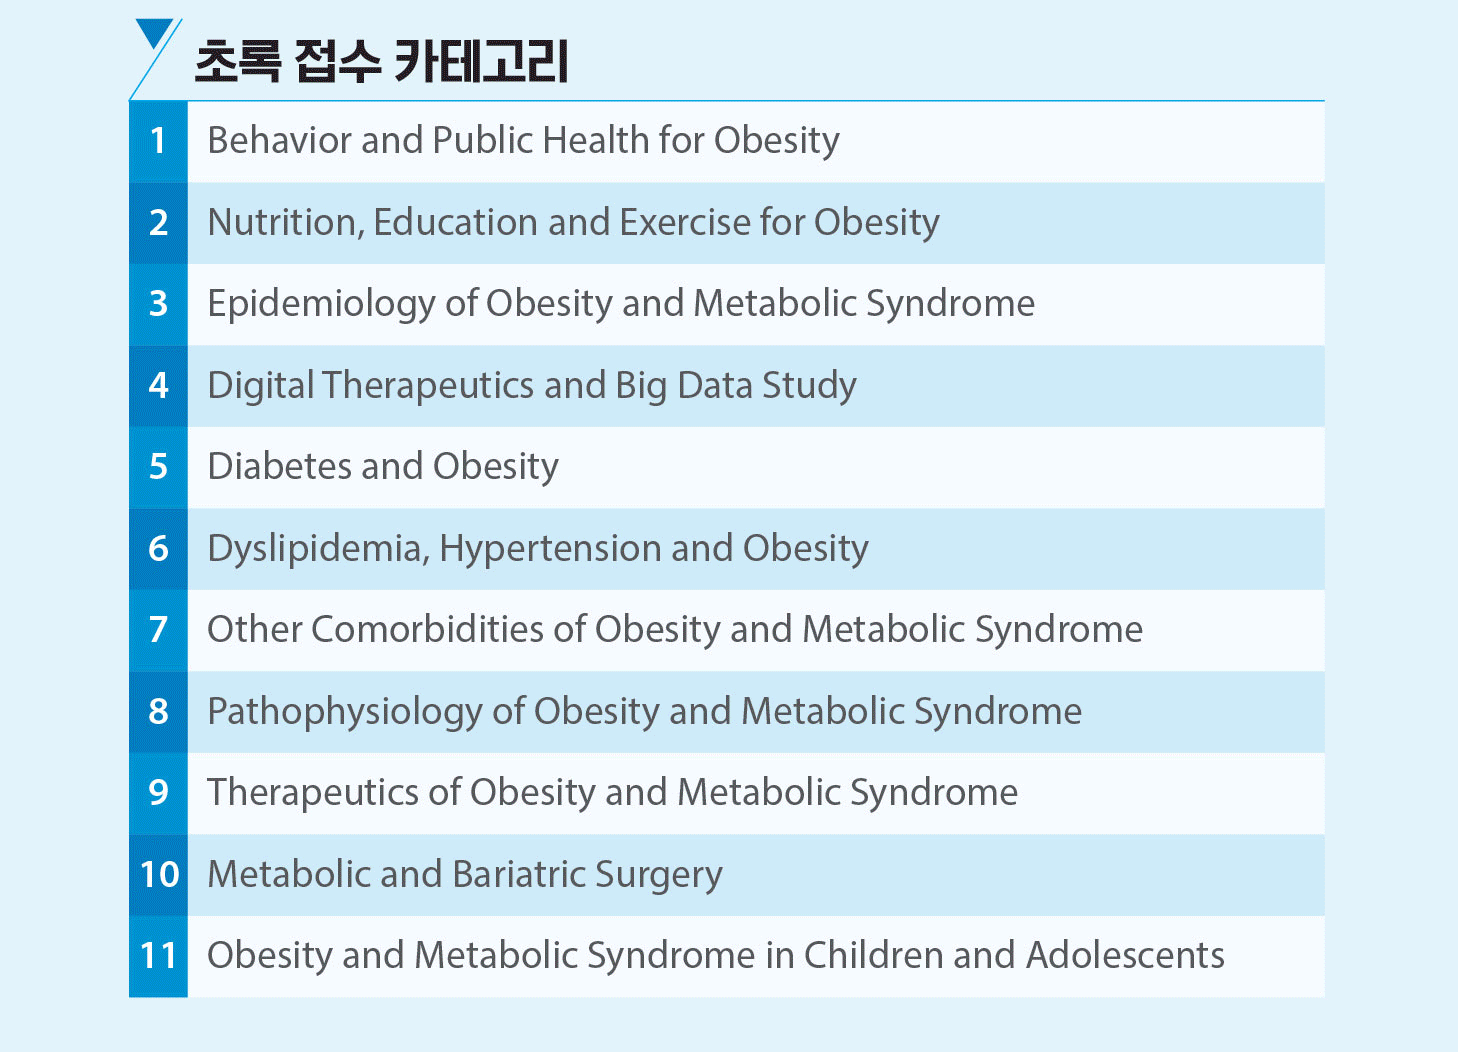 초록 접수 카테고리
1 Behavior and Public Health for Obesity
2 Nutrition, Education and Exercise for Obesity
3 Epidemiology of Obesity and Metabolic Syndrome
4 Digital Therapeutics and Big Data Study
5 Diabetes and Obesity
6 Dyslipidemia, Hypertension and Obesity
7 Other Comorbidities of Obesity and Metabolic Syndrome
8 Pathophysiology of Obesity and Metabolic Syndrome
9 Therapeutics of Obesity and Metabolic Syndrome
10 Metabolic and Bariatric Surgery
11 Obesity and Metabolic Syndrome in Children and Adolescents